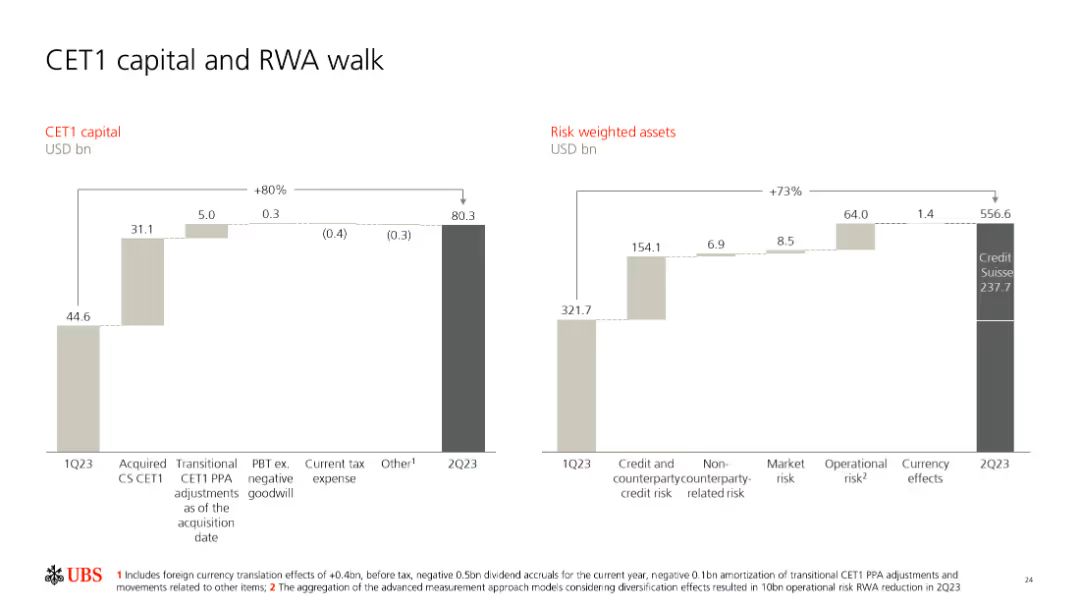 CET1 capital and RWA walk
CET1 capital
USD bn
+80%
44.6
31.1
5.0
0.3
(0.4)
(0.3)
80.3
1Q23
Acquired
CS CET1
Transitional
CET1 PPA
adjustments
as of the
acquisition
date
PBT ex.
negative
goodwill
Current tax
expense
Other1
2Q23
Risk weighted assets
USD bn
+73%
321.7
154.1
6.9
8.5
64.0
1.4
556.6
Credit
Suisse
237.7
1Q23
Credit and
counterparty
credit risk
Non-
counterparty-
related risk
Market
risk
Operational
risk2
Currency
effects
2Q23
UBS
1 Includes foreign currency translation effects of +0.4bn, before tax, negative 0.5bn dividend accruals for the current year, negative 0.1bn amortization of transitional CET1 PPA adjustments and
movements related to other items; 2 The aggregation of the advanced measurement approach models considering diversification effects resulted in 10bn operational risk RWA reduction in 2Q23
24